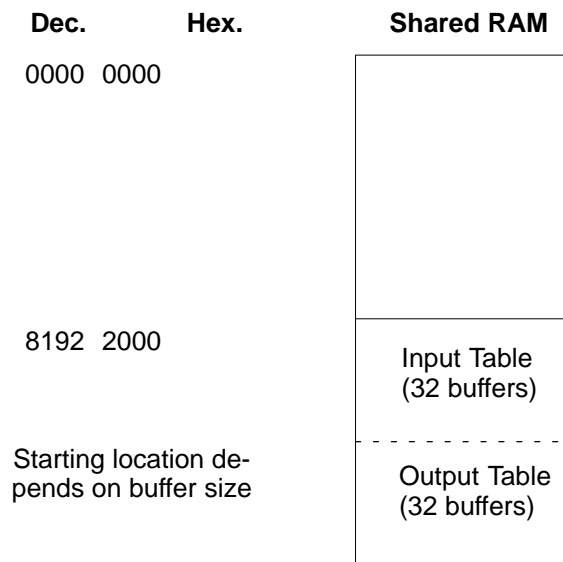 Dec. Hex. Shared RAM
0000 0000
8192 2000
Input Table
(32 buffers)
Starting location de-
pends on buffer size
Output Table
(32 buffers)